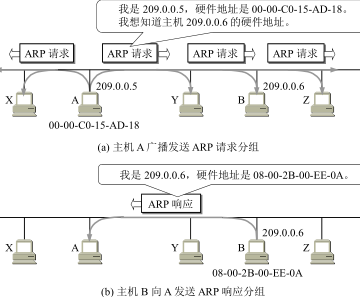 我是 209.0.0.5，硬件地址是 00-00-C0-15-AD-18。
我想知道主机 209.0.0.6 的硬件地址。
ARP 请求 ARP 请求 ARP 请求 ARP 请求
209.0.0.5 209.0.0.6
X A Y B Z
00-00-C0-15-AD-18
(a) 主机 A 广播发送 ARP 请求分组
我是 209.0.0.6，硬件地址是 08-00-2B-00-EE-0A。
ARP 响应
209.0.0.6
X A Y B Z
08-00-2B-00-EE-0A
(b) 主机 B 向 A 发送 ARP 响应分组